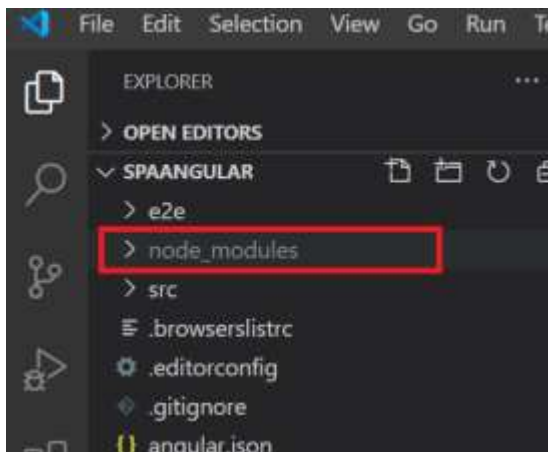 File Edit Selection View Go Run
EXPLORER
OPEN EDITORS
SPAANGULAR
e2e
node_modules
src
.browserslistrc
.editorconfig
.gitignore
angular.json